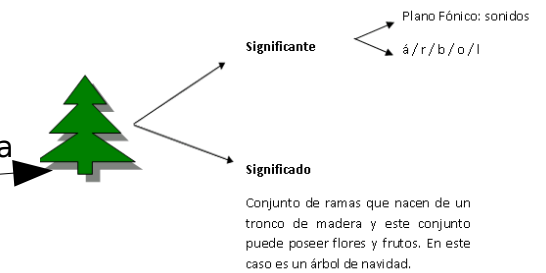 Plano Fónico: sonidos
Significante
á / r / b / o / l
a
Significado
Conjunto de ramas que nacen de un
tronco de madera y este conjunto
puede poseer flores y frutos. En este
caso es un árbol de navidad.